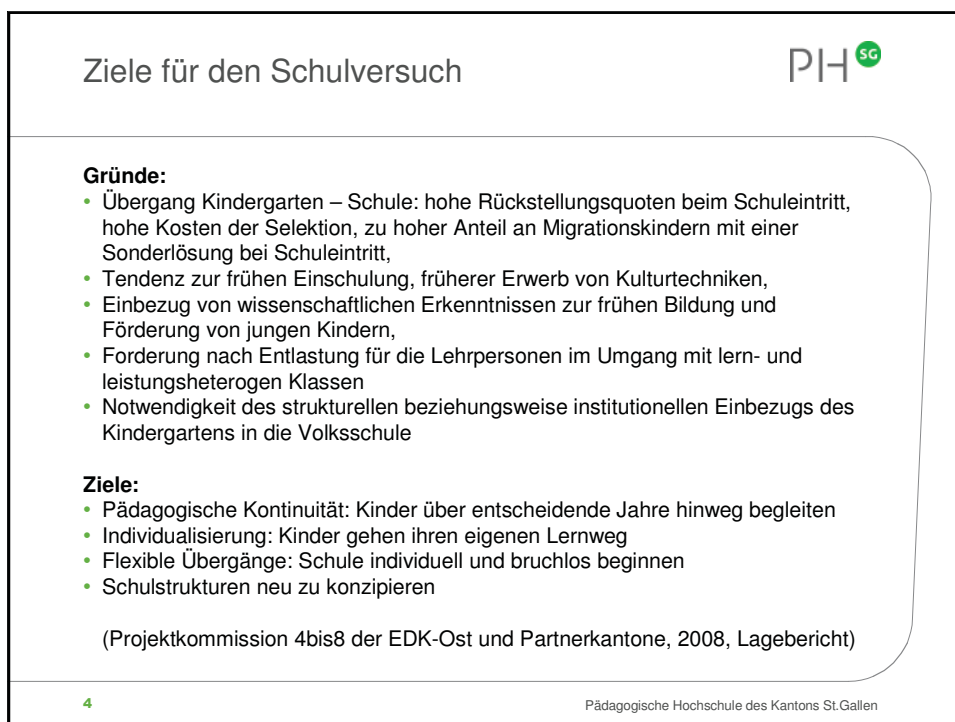 Ziele für den Schulversuch
PH SG
Gründe:
• Übergang Kindergarten – Schule: hohe Rückstellungsquoten beim Schuleintritt,
hohe Kosten der Selektion, zu hoher Anteil an Migrationskindern mit einer
Sonderlösung bei Schuleintritt,
• Tendenz zur frühen Einschulung, früherer Erwerb von Kulturtechniken,
• Einbezug von wissenschaftlichen Erkenntnissen zur frühen Bildung und
Förderung von jungen Kindern,
• Forderung nach Entlastung für die Lehrpersonen im Umgang mit lern- und
leistungsheterogen Klassen
• Notwendigkeit des strukturellen beziehungsweise institutionellen Einbezugs des
Kindergartens in die Volksschule
Ziele:
• Pädagogische Kontinuität: Kinder über entscheidende Jahre hinweg begleiten
• Individualisierung: Kinder gehen ihren eigenen Lernweg
• Flexible Übergänge: Schule individuell und bruchlos beginnen
• Schulstrukturen neu zu konzipieren
(Projektkommission 4bis8 der EDK-Ost und Partnerkantone, 2008, Lagebericht)
4
Pädagogische Hochschule des Kantons St.Gallen